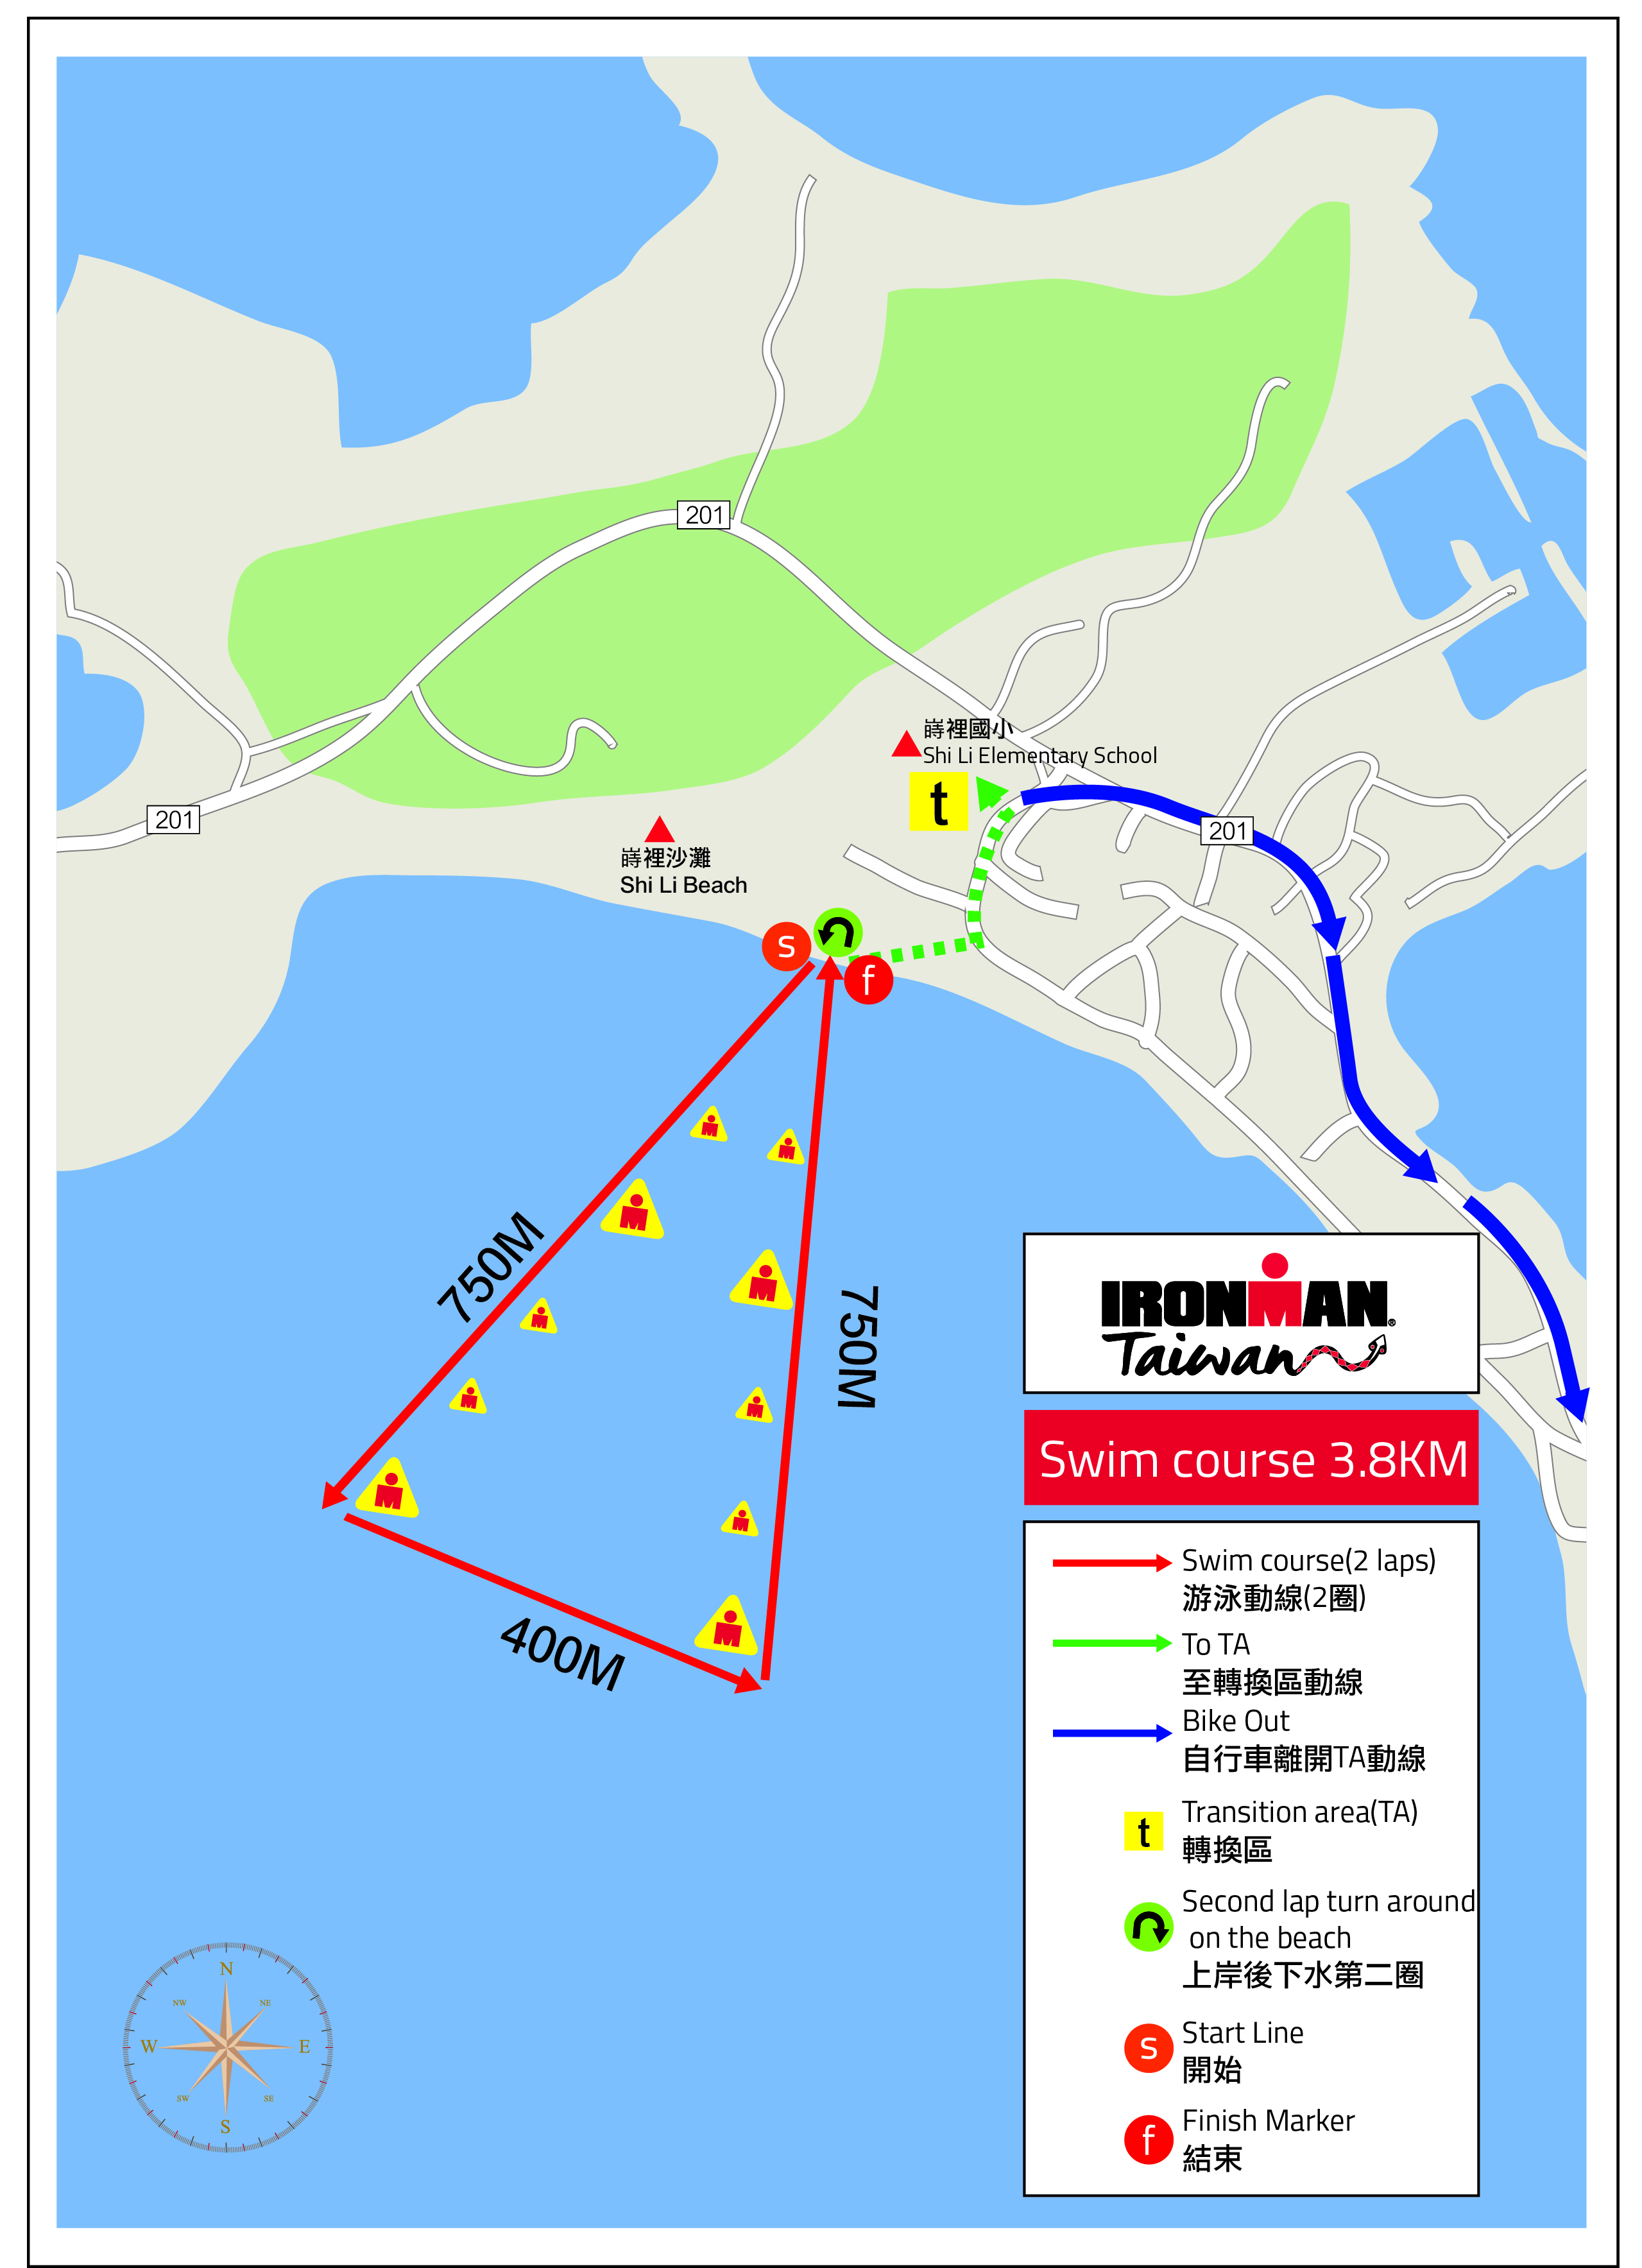 201
嵵裡國小
Shi Li Elementary School
t
201
201
嵵裡沙灘
Shi Li Beach
s
f
750M
750M
400M
IRONMAN®
Taiwan
Swim course 3.8KM
Swim course(2 laps)
游泳動線(2圈)
To TA
至轉換區動線
Bike Out
自行車離開TA動線
t
Transition area(TA)
轉換區
Second lap turn around
on the beach
上岸後下水第二圈
s
Start Line
開始
f
Finish Marker
結束
N
NW
NE
W
E
SW
SE
S